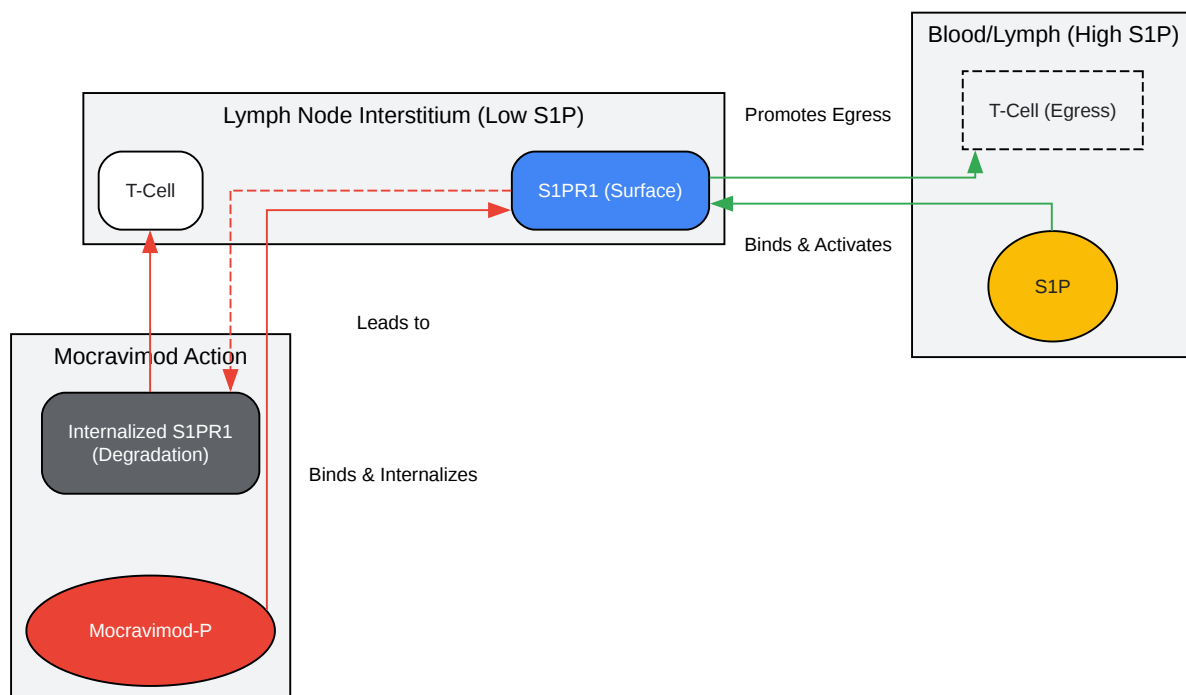 Blood/Lymph (High S1P)
T-Cell (Egress)
Lymph Node Interstitium (Low S1P)
Promotes Egress
T-Cell
S1PR1 (Surface)
Binds & Activates
S1P
Leads to
Mocravimod Action
Internalized S1PR1
(Degradation)
Binds & Internalizes
Mocravimod-P